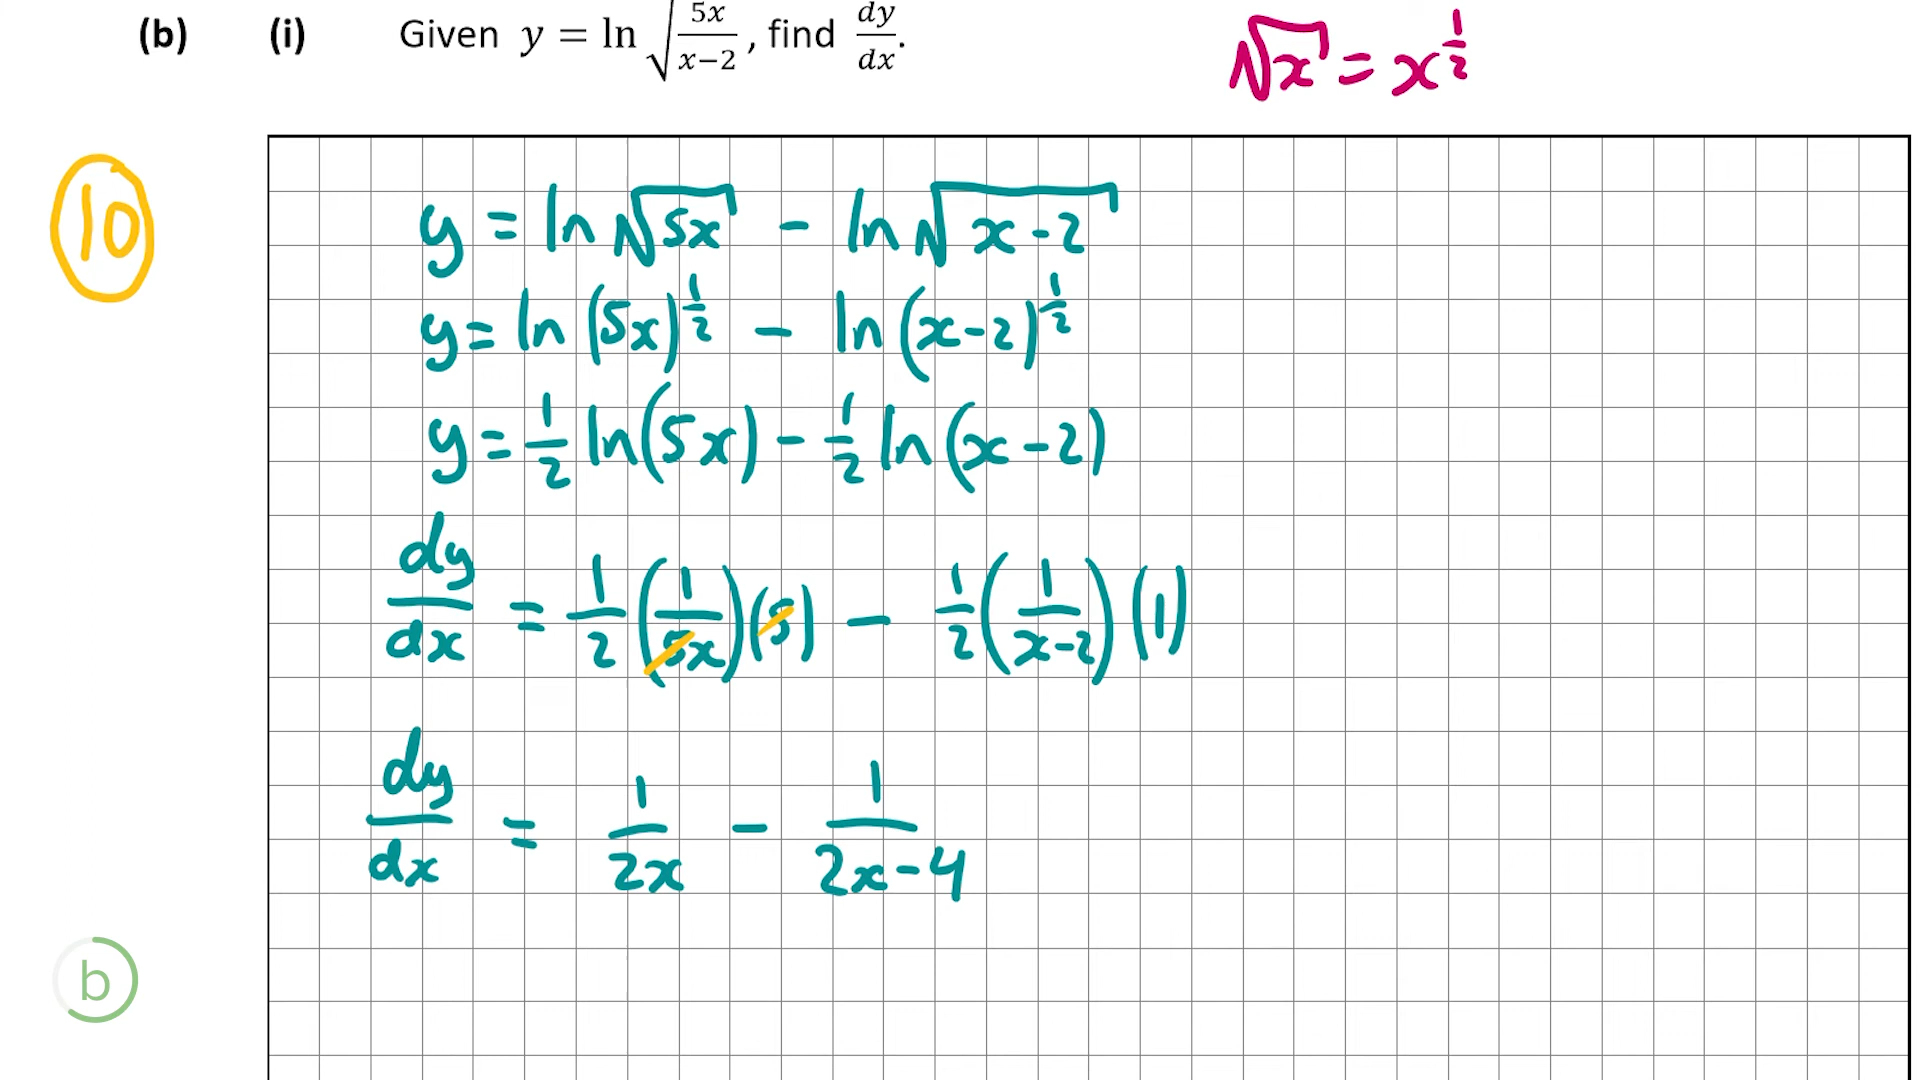 (b) (i) Given y = ln √(5x/(x−2)), find dy/dx.
√x = x^(1/2)
10
y = ln √(5x) − ln √(x−2)
y = ln (5x)^(1/2) − ln (x−2)^(1/2)
y = 1/2 ln(5x) − 1/2 ln(x−2)
dy/dx = 1/2 (1/5x)(5) − 1/2 (1/(x−2))(1)
dy/dx = 1/2x − 1/(2x−4)
b